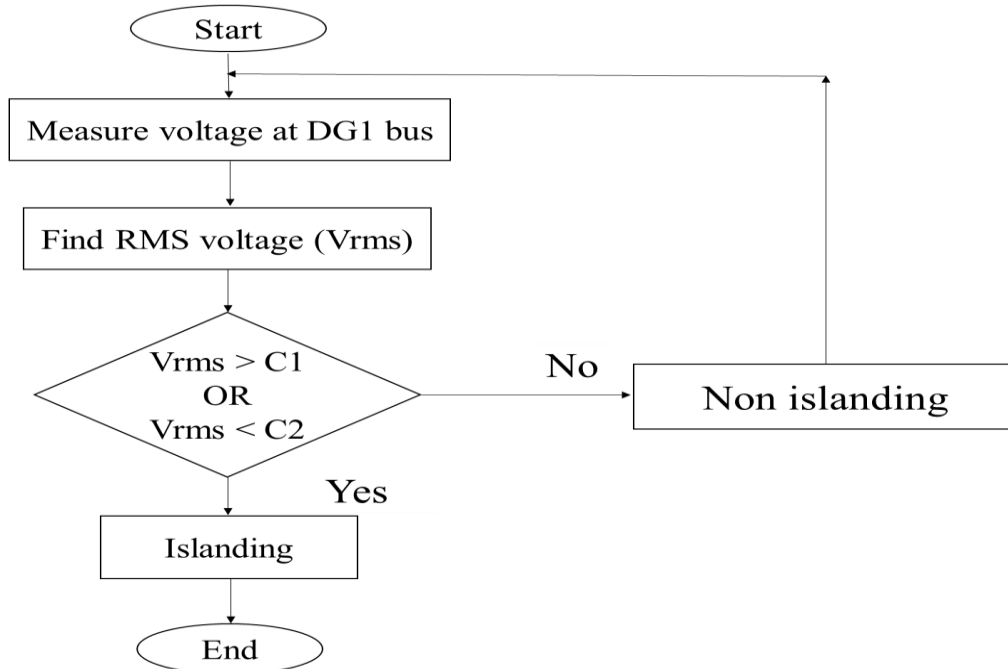 Start
Measure voltage at DG1 bus
Find RMS voltage (Vrms)
Vrms > C1
OR
Vrms < C2
No
Non islanding
Yes
Islanding
End